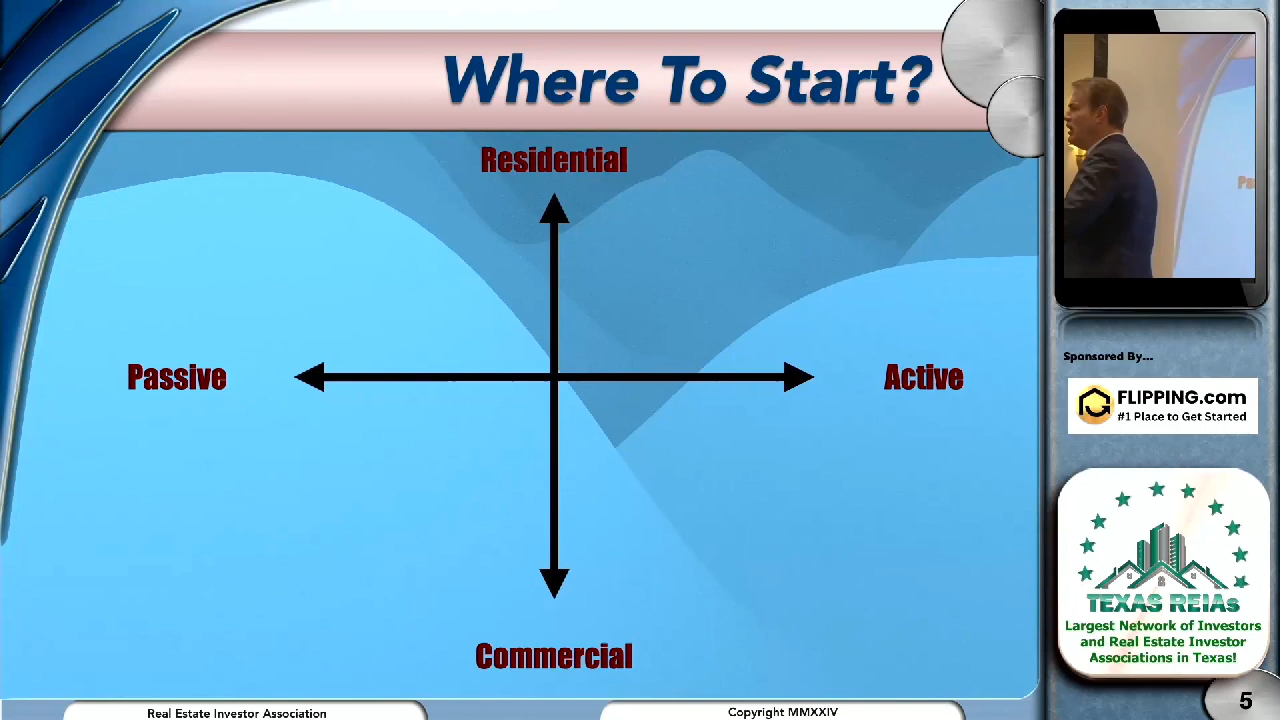 Where To Start?
Residential
Passive
Active
Commercial
Sponsored By...
FLIPPING.com
#1 Place to Get Started
TEXAS REIAs
Largest Network of Investors
and Real Estate Investor
Associations in Texas!
Real Estate Investor Association
Copyright MMXXIV
5